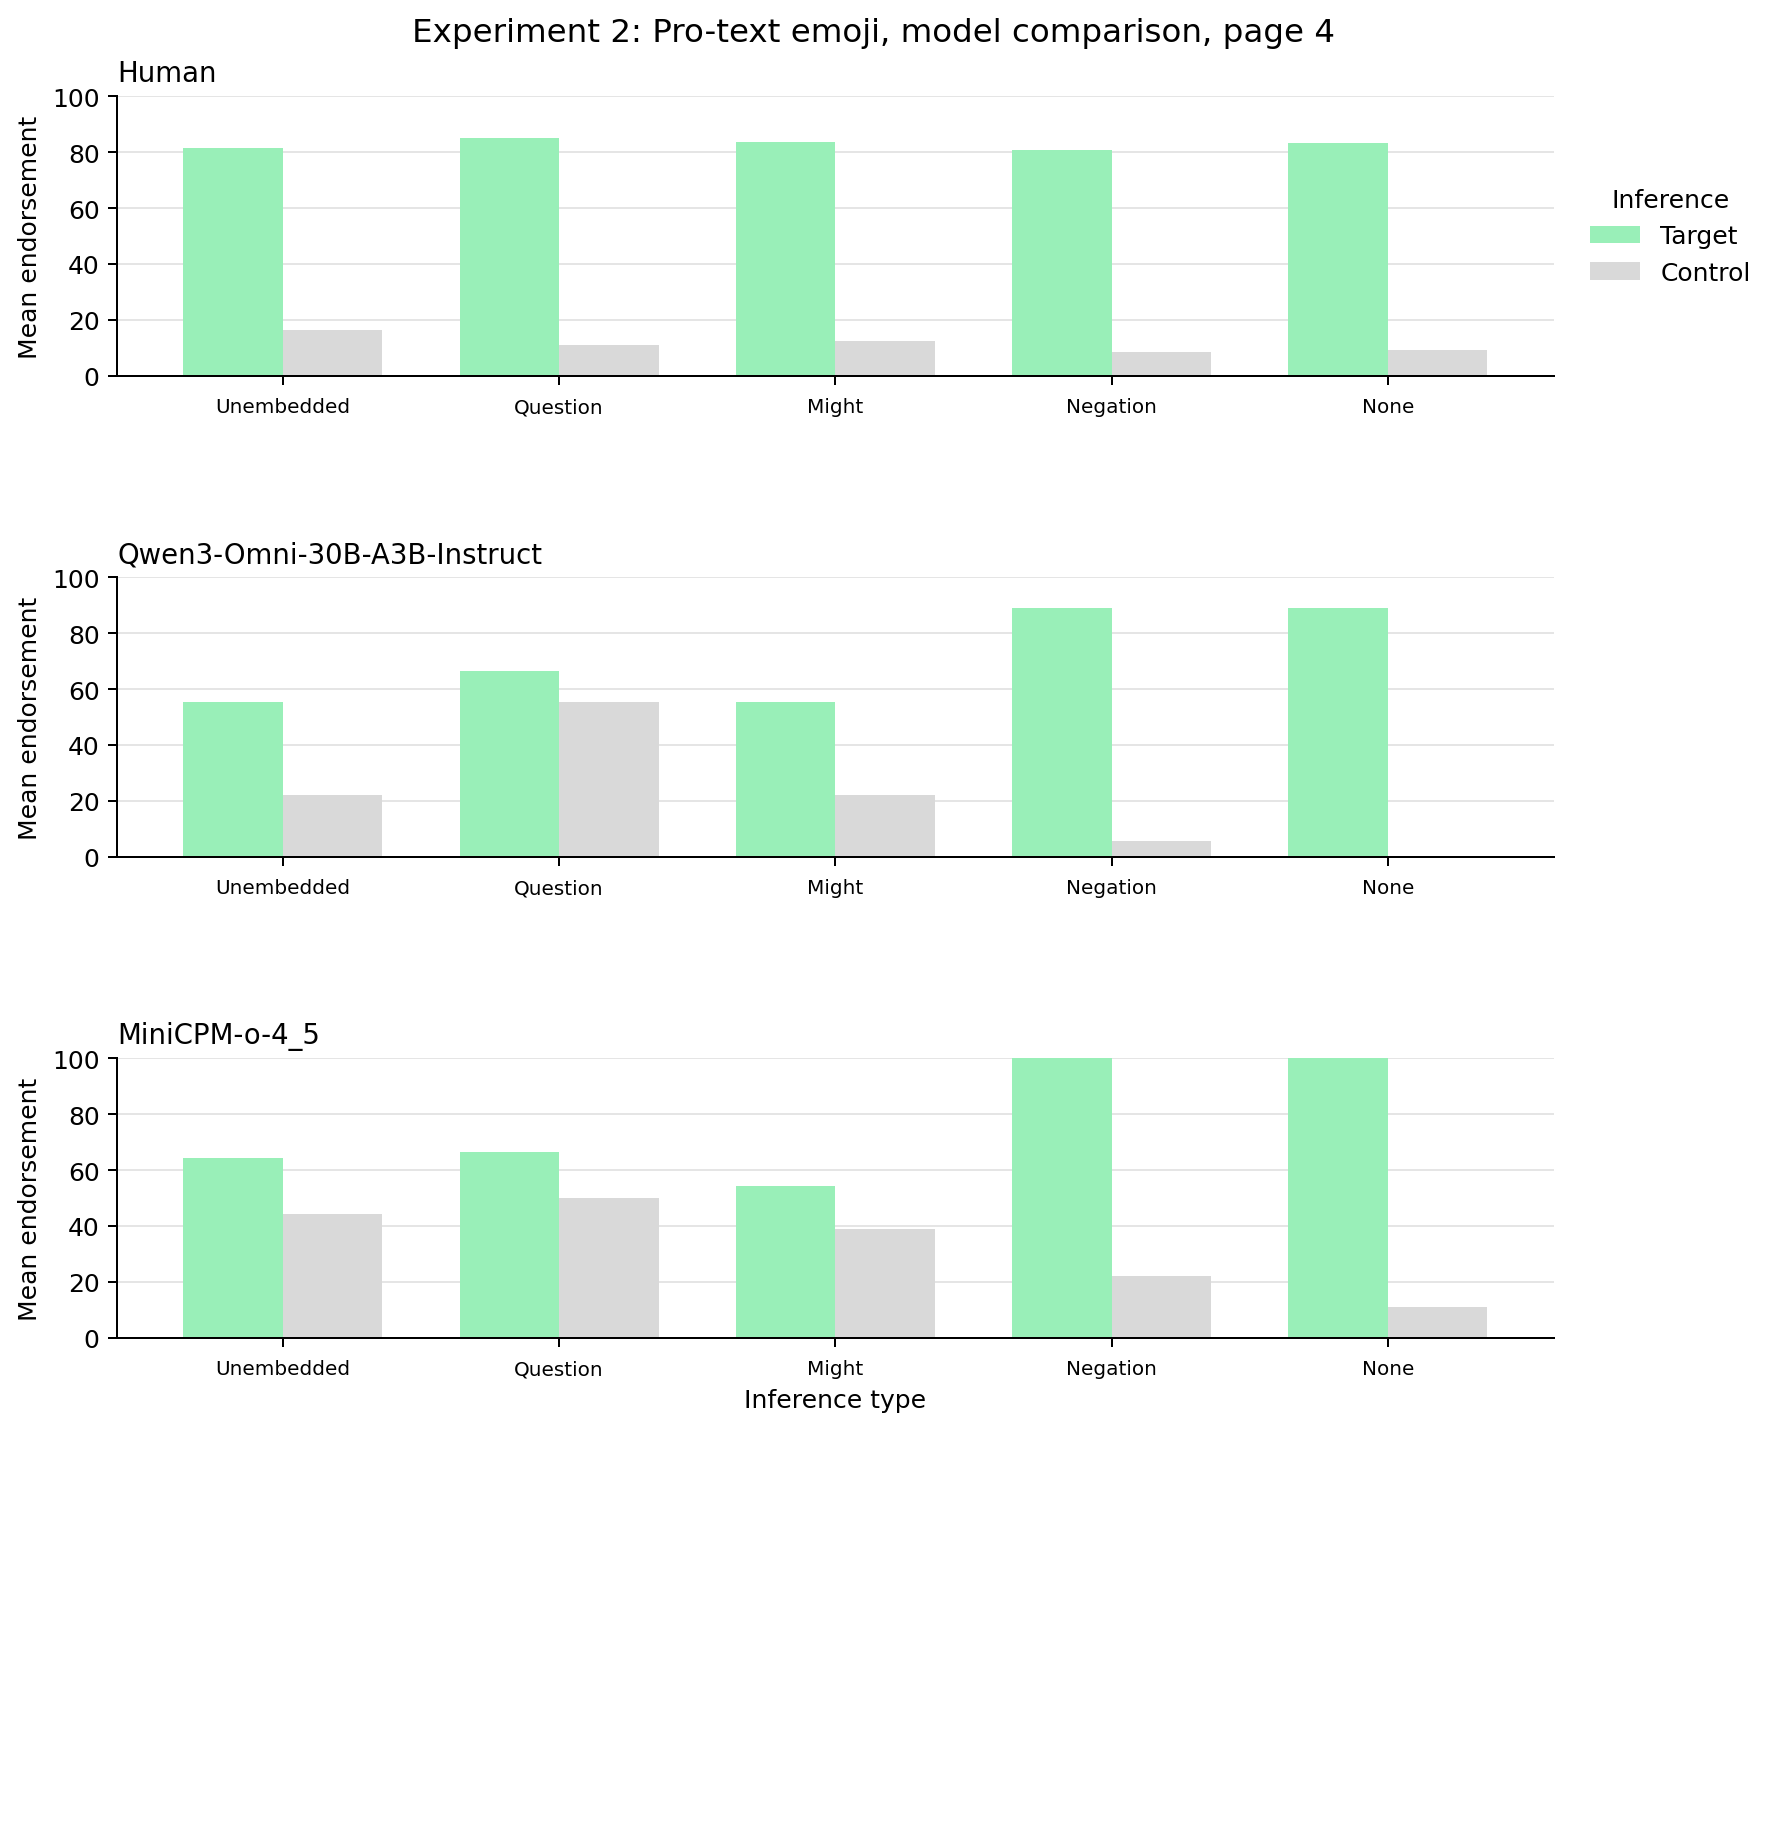 Experiment 2: Pro-text emoji, model comparison, page 4
Human
Mean endorsement
100
80
60
40
20
0
Unembedded Question Might Negation None
Inference
Target
Control
Qwen3-Omni-30B-A3B-Instruct
Mean endorsement
100
80
60
40
20
0
Unembedded Question Might Negation None
MiniCPM-o-4_5
Mean endorsement
100
80
60
40
20
0
Unembedded Question Might Negation None
Inference type